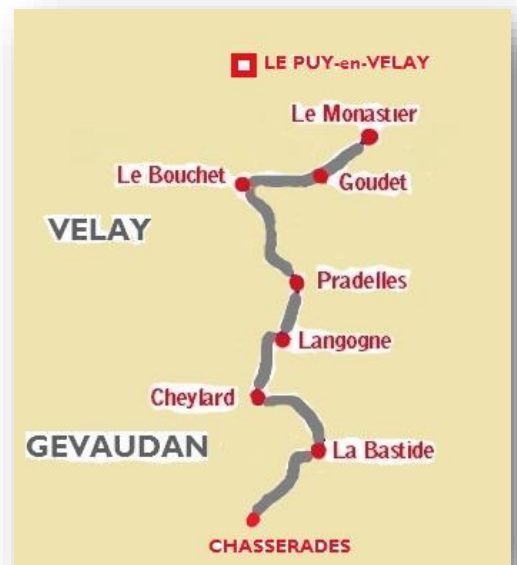 LE PUY-en-VELAY
Le Monastier
Le Bouchet
Goudet
VELAY
Pradelles
Langogne
Cheylard
GEVAUDAN
La Bastide
CHASSERADES